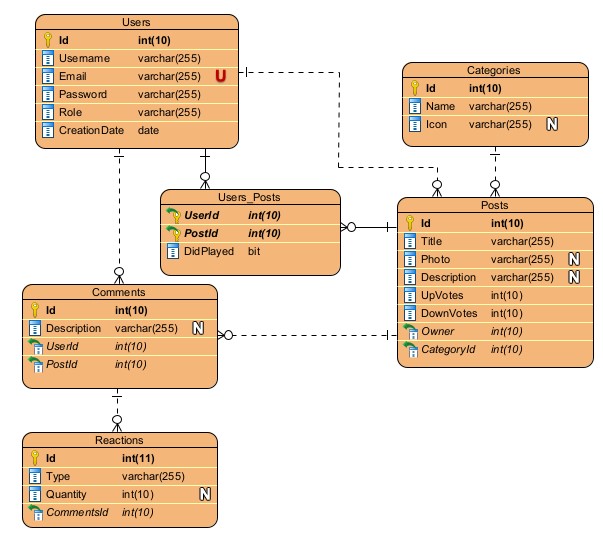 Users
Id int(10)
Username varchar(255)
Email varchar(255) U
Password varchar(255)
Role varchar(255)
CreationDate date
Categories
Id int(10)
Name varchar(255)
Icon varchar(255) N
Users_Posts
UserId int(10)
PostId int(10)
DidPlayed bit
Posts
Id int(10)
Title varchar(255)
Photo varchar(255) N
Description varchar(255) N
UpVotes int(10)
DownVotes int(10)
Owner int(10)
CategoryId int(10)
Comments
Id int(10)
Description varchar(255) N
UserId int(10)
PostId int(10)
Reactions
Id int(11)
Type varchar(255)
Quantity int(10) N
CommentsId int(10)